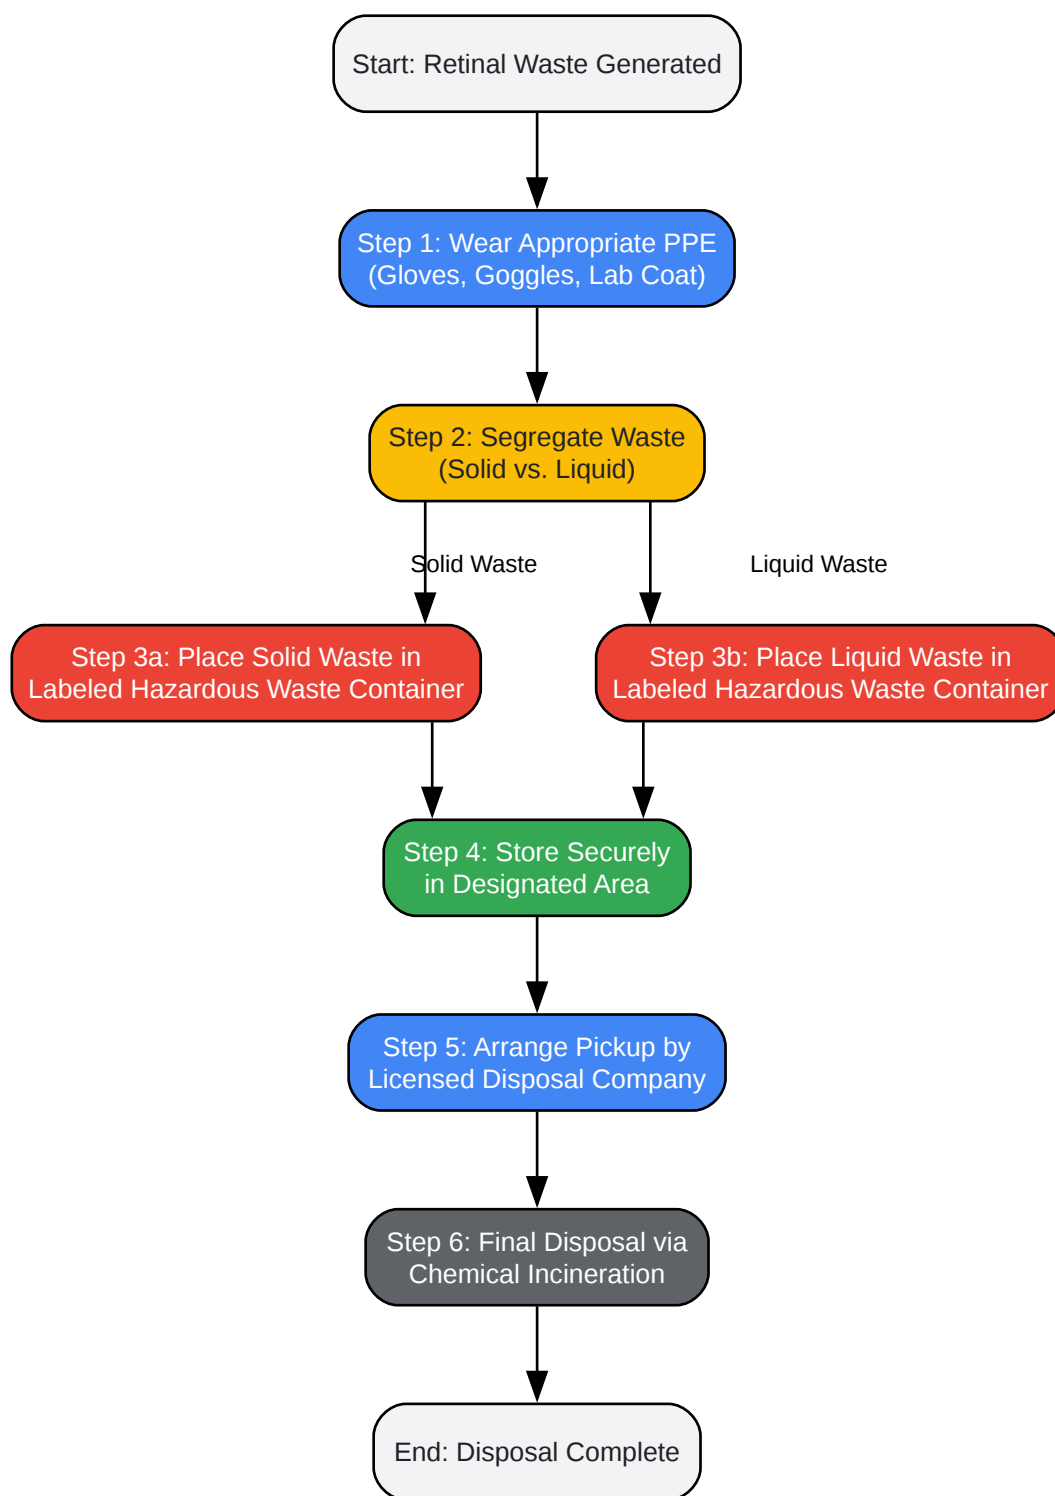 Start: Retinal Waste Generated
Step 1: Wear Appropriate PPE
(Gloves, Goggles, Lab Coat)
Step 2: Segregate Waste
(Solid vs. Liquid)
Solid Waste
Liquid Waste
Step 3a: Place Solid Waste in
Labeled Hazardous Waste Container
Step 3b: Place Liquid Waste in
Labeled Hazardous Waste Container
Step 4: Store Securely
in Designated Area
Step 5: Arrange Pickup by
Licensed Disposal Company
Step 6: Final Disposal via
Chemical Incineration
End: Disposal Complete